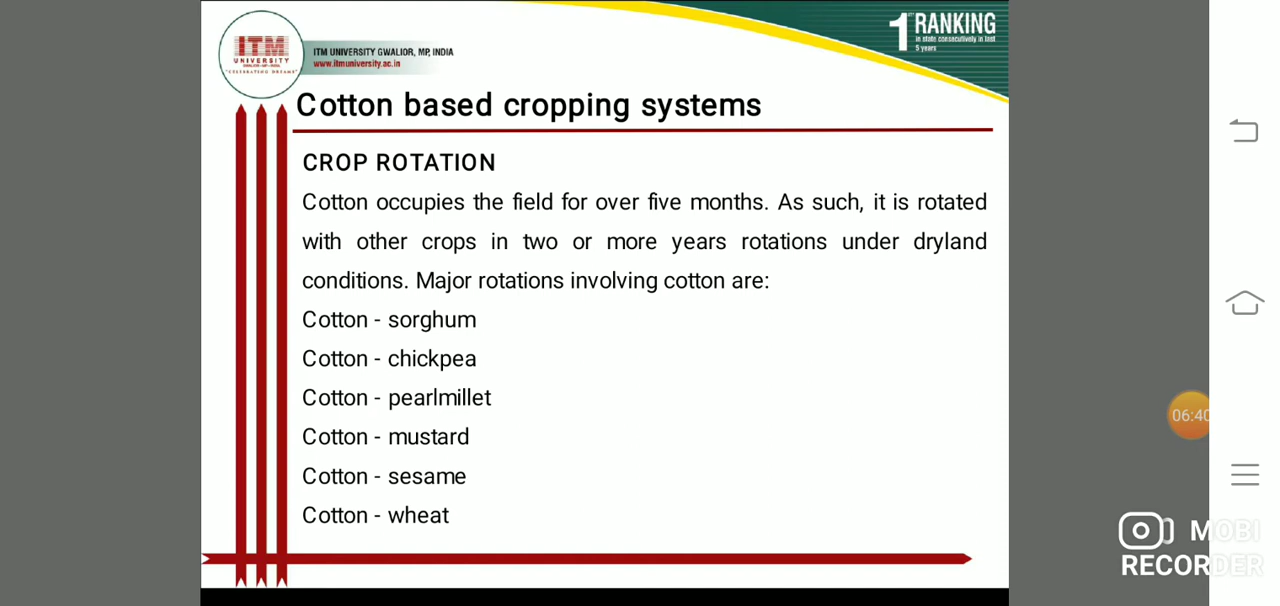 ITM
UNIVERSITY
"CELEBRATING DREAMS"
ITM UNIVERSITY GWALIOR, MP, INDIA
www.itmuniversity.ac.in
1 RANKING
in state consecutively in last
5 years
Cotton based cropping systems
CROP ROTATION
Cotton occupies the field for over five months. As such, it is rotated
with other crops in two or more years rotations under dryland
conditions. Major rotations involving cotton are:
Cotton - sorghum
Cotton - chickpea
Cotton - pearlmillet
Cotton - mustard
Cotton - sesame
Cotton - wheat
06:40
MOBI
RECORDER